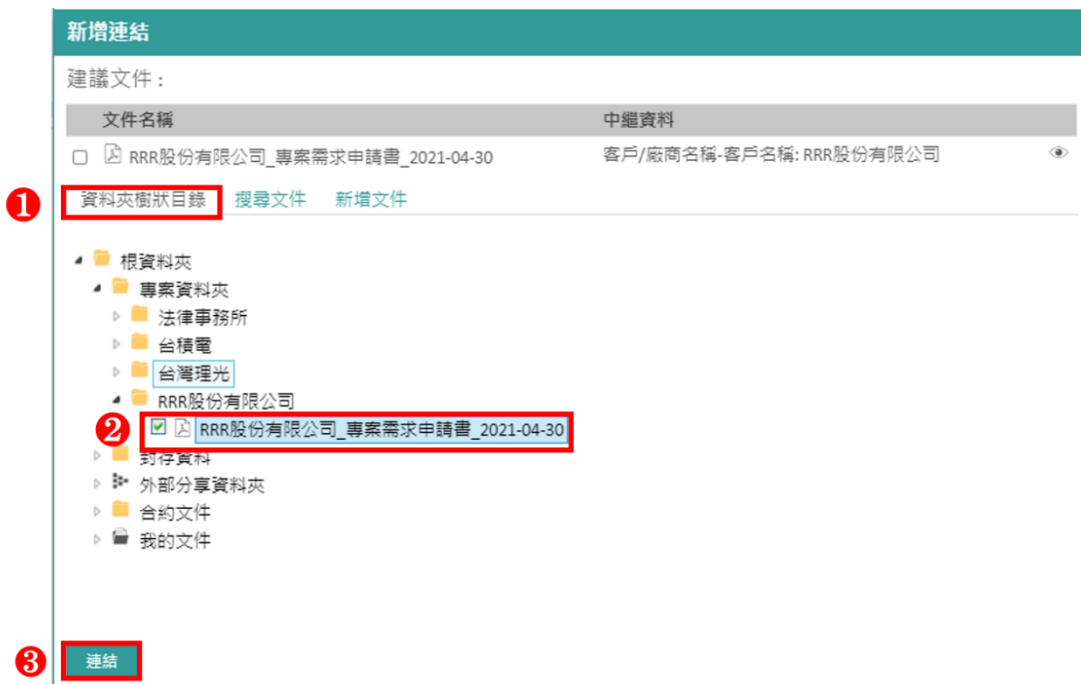 新增連結
建議文件：
文件名稱 中繼資料
RRR股份有限公司_專案需求申請書_2021-04-30 客戶/廠商名稱-客戶名稱: RRR股份有限公司
❶ 資料夾樹狀目錄 搜尋文件 新增文件
根資料夾
專案資料夾
法律事務所
台積電
台灣理光
RRR股份有限公司
❷ RRR股份有限公司_專案需求申請書_2021-04-30
封存資料
外部分享資料夾
合約文件
我的文件
❸ 連結